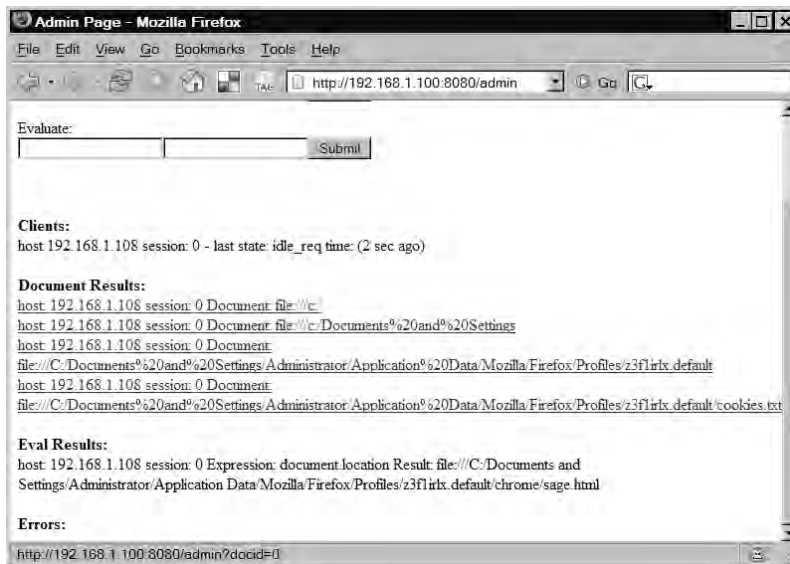 Admin Page - Mozilla Firefox
File Edit View Go Bookmarks Tools Help
TAG http://192.168.1.100:8080/admin Go G
Evaluate:
Submit
Clients:
host 192.168.1.108 session: 0 - last state: idle_req time: (2 sec ago)
Document Results:
host: 192.168.1.108 session: 0 Document: file:///c:/
host: 192.168.1.108 session: 0 Document: file:///c:/Documents%20and%20Settings
host: 192.168.1.108 session: 0 Document:
file:///C:/Documents%20and%20Settings/Administrator/Application%20Data/Mozilla/Firefox/Profiles/z3f1irlx.default
host: 192.168.1.108 session: 0 Document:
file:///C:/Documents%20and%20Settings/Administrator/Application%20Data/Mozilla/Firefox/Profiles/z3f1irlx.default/cookies.txt
Eval Results:
host: 192.168.1.108 session: 0 Expression: document.location Result: file:///C:/Documents and
Settings/Administrator/Application Data/Mozilla/Firefox/Profiles/z3f1irlx.default/chrome/sage.html
Errors:
http://192.168.1.100:8080/admin?docid=0